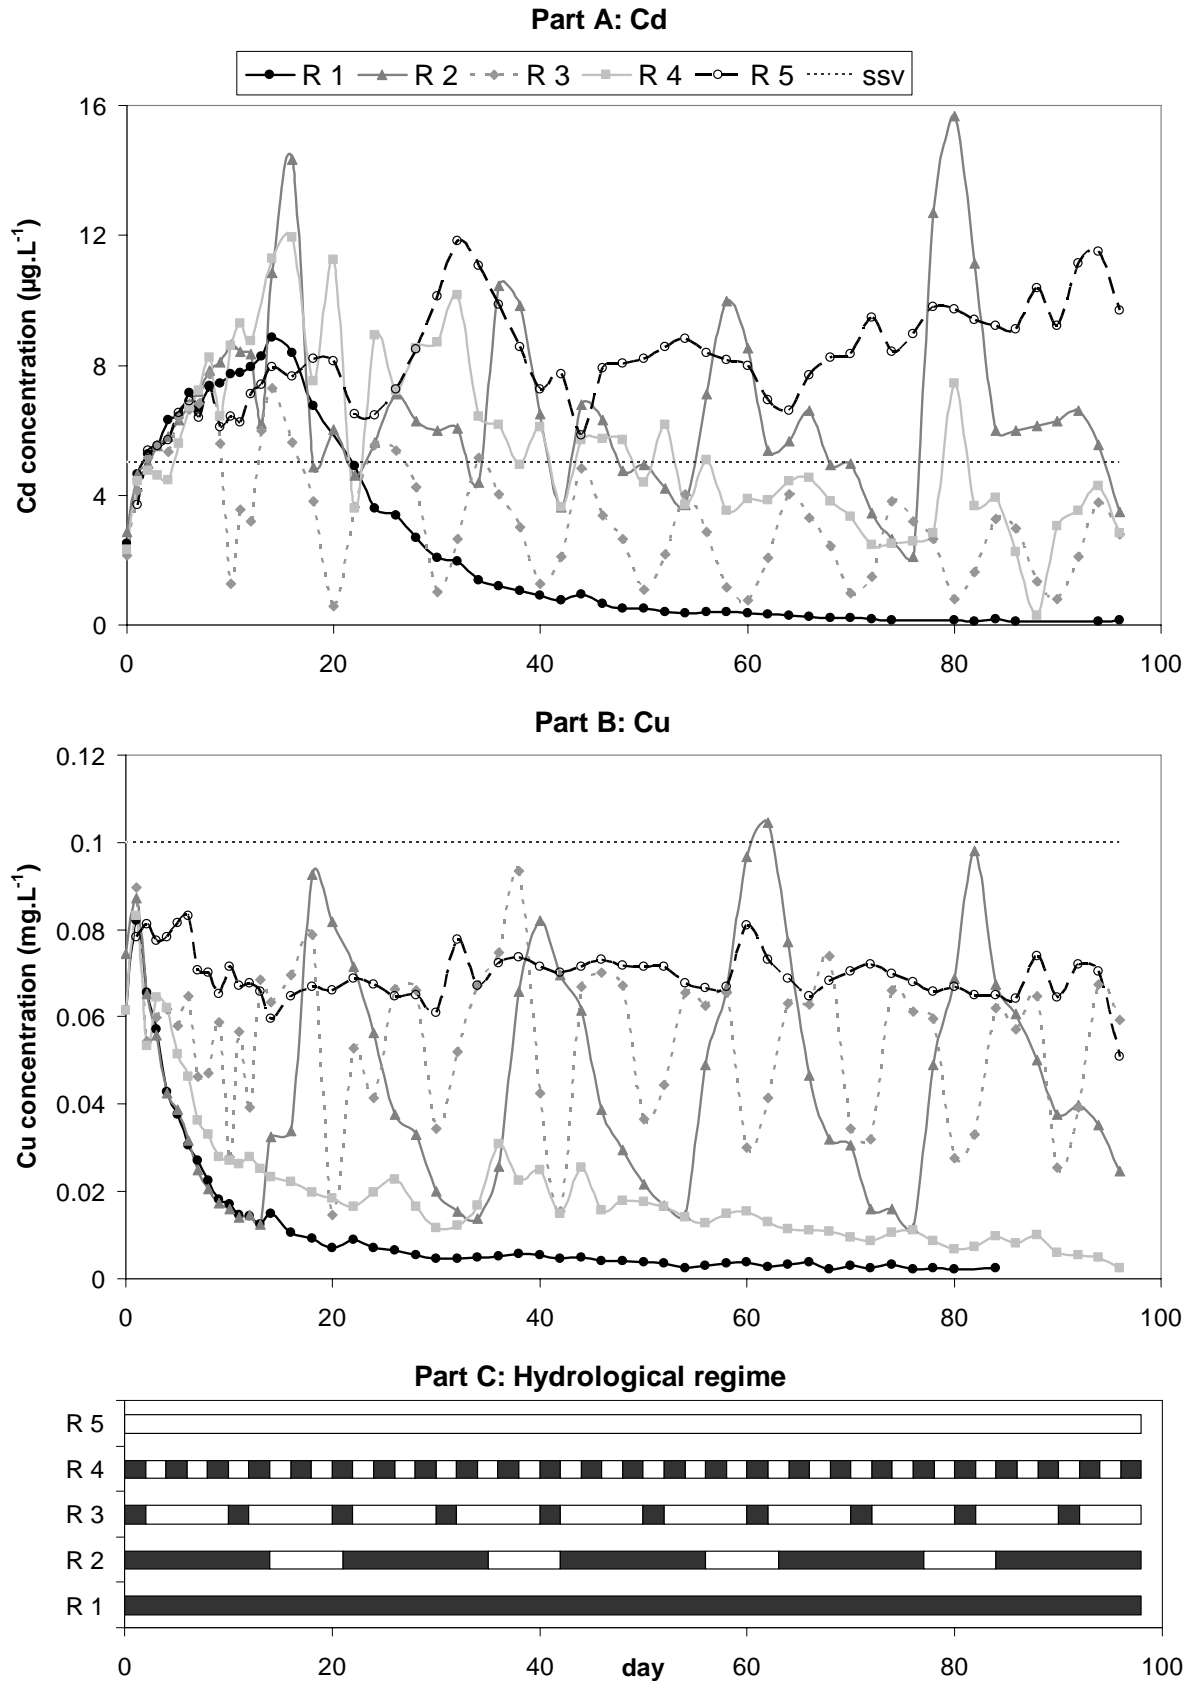 Part A: Cd
R 1 R 2 R 3 R 4 R 5 ssv
16
12
8
4
0
Cd concentration (µg.L-1)
0 20 40 60 80 100
Part B: Cu
0.12
0.1
0.08
0.06
0.04
0.02
0
Cu concentration (mg.L-1)
0 20 40 60 80 100
Part C: Hydrological regime
R 5
R 4
R 3
R 2
R 1
0 20 40 60 80 100
day